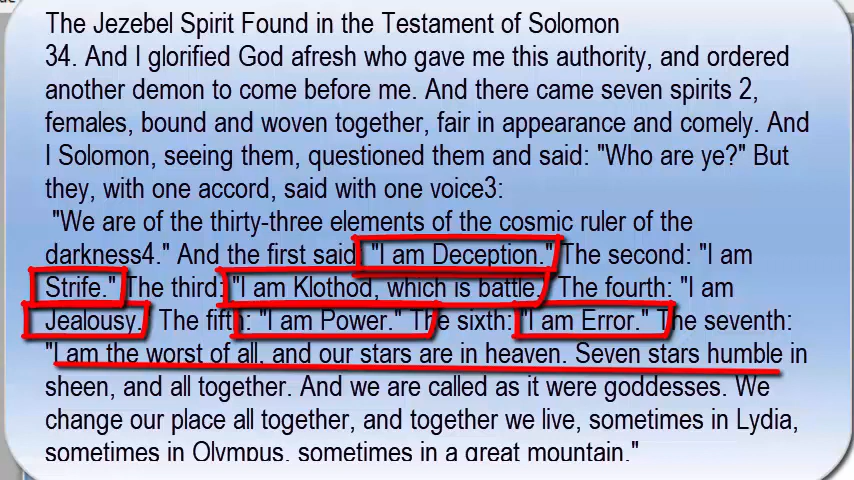 The Jezebel Spirit Found in the Testament of Solomon
34. And I glorified God afresh who gave me this authority, and ordered
another demon to come before me. And there came seven spirits 2,
females, bound and woven together, fair in appearance and comely. And
I Solomon, seeing them, questioned them and said: "Who are ye?" But
they, with one accord, said with one voice3:
"We are of the thirty-three elements of the cosmic ruler of the
darkness4." And the first said: "I am Deception." The second: "I am
Strife." The third: "I am Klothod, which is battle." The fourth: "I am
Jealousy." The fifth: "I am Power." The sixth: "I am Error." The seventh:
"I am the worst of all, and our stars are in heaven. Seven stars humble in
sheen, and all together. And we are called as it were goddesses. We
change our place all together, and together we live, sometimes in Lydia,
sometimes in Olympus, sometimes in a great mountain."